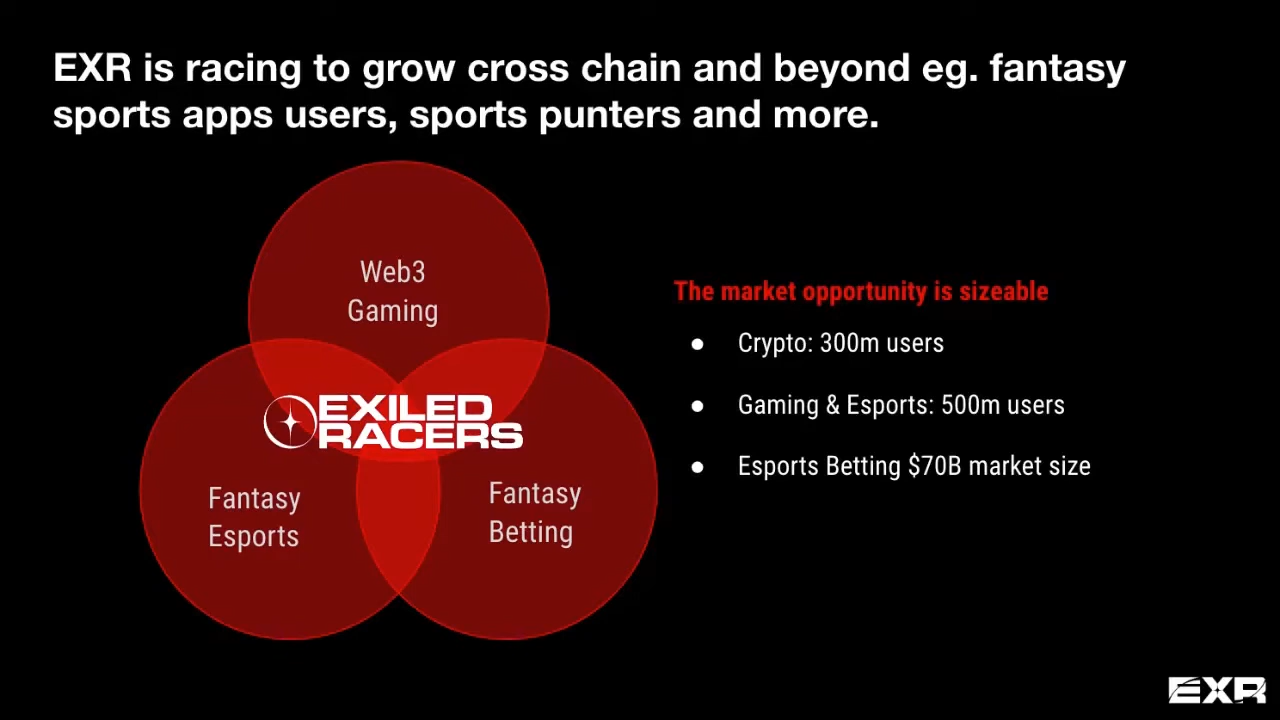 EXR is racing to grow cross chain and beyond eg. fantasy
sports apps users, sports punters and more.
Web3
Gaming
EXILED
RACERS
Fantasy
Esports
Fantasy
Betting
The market opportunity is sizeable
● Crypto: 300m users
● Gaming & Esports: 500m users
● Esports Betting $70B market size
EXR